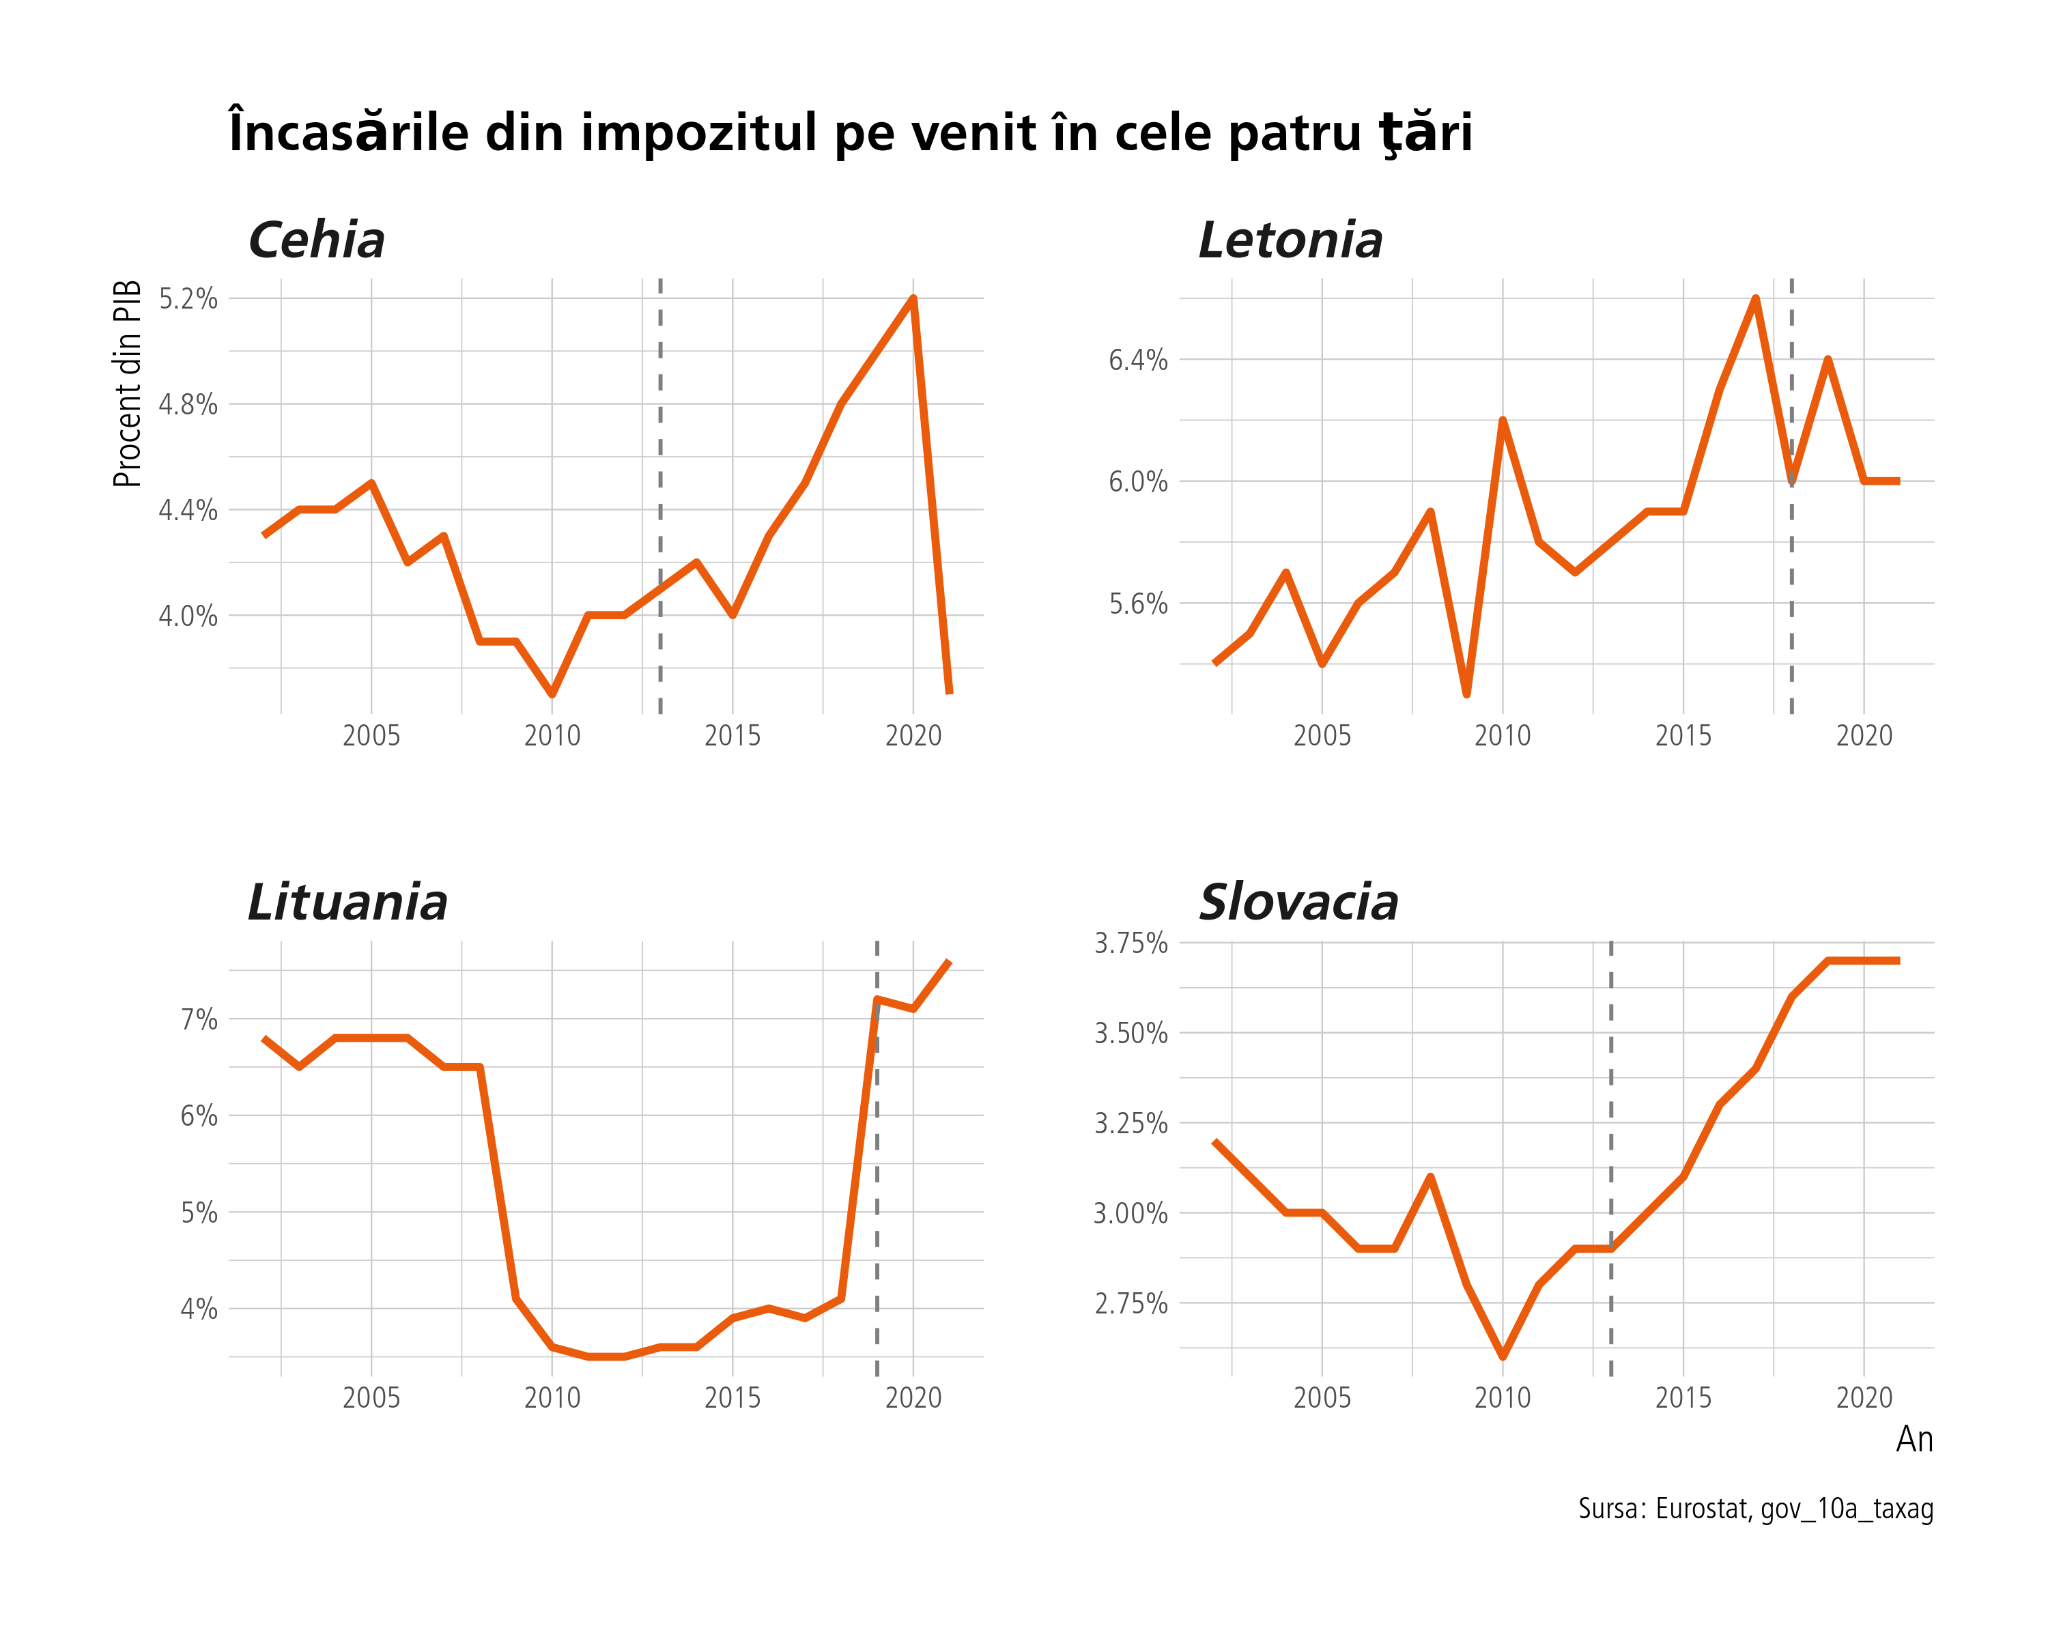 Încasările din impozitul pe venit în cele patru ţări
Cehia
Procent din PIB
5.2%
4.8%
4.4%
4.0%
2005 2010 2015 2020
Letonia
6.4%
6.0%
5.6%
2005 2010 2015 2020
Lituania
7%
6%
5%
4%
2005 2010 2015 2020
Slovacia
3.75%
3.50%
3.25%
3.00%
2.75%
2005 2010 2015 2020
An
Sursa: Eurostat, gov_10a_taxag